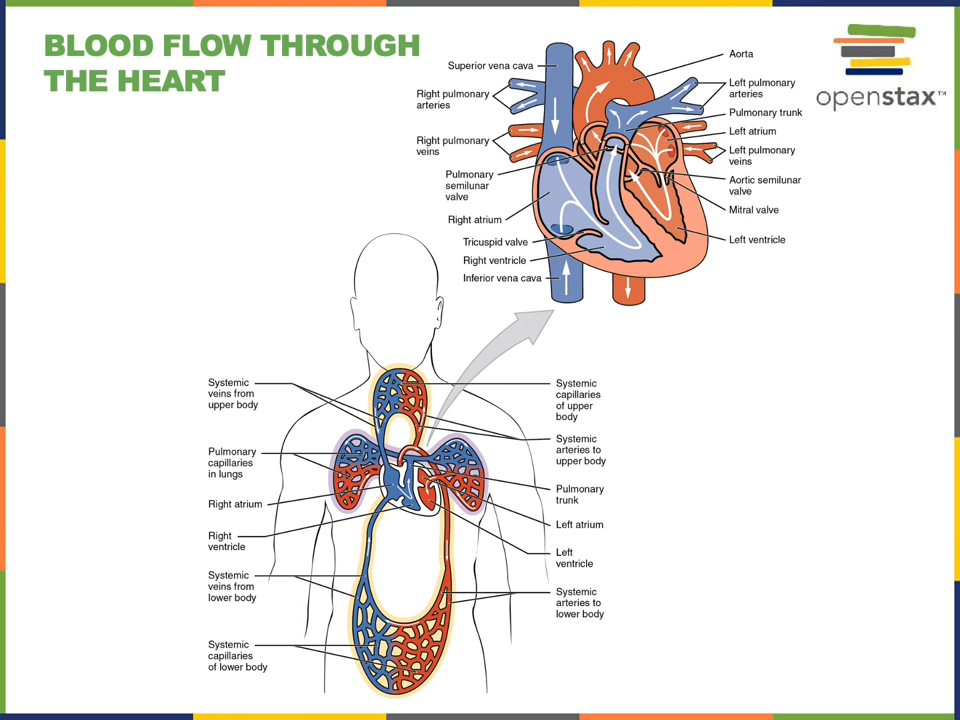 BLOOD FLOW THROUGH
THE HEART
openstax™
Superior vena cava
Right pulmonary
arteries
Right pulmonary
veins
Pulmonary
semilunar
valve
Right atrium
Tricuspid valve
Right ventricle
Inferior vena cava
Aorta
Left pulmonary
arteries
Pulmonary trunk
Left atrium
Left pulmonary
veins
Aortic semilunar
valve
Mitral valve
Left ventricle
Systemic
veins from
upper body
Pulmonary
capillaries
in lungs
Right atrium
Right
ventricle
Systemic
veins from
lower body
Systemic
capillaries
of lower body
Systemic
capillaries
of upper
body
Systemic
arteries to
upper body
Pulmonary
trunk
Left atrium
Left
ventricle
Systemic
arteries to
lower body